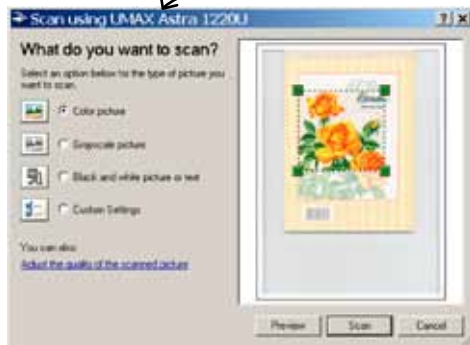 Scan using UMAX Astra 1220U
What do you want to scan?
Select an option below for the type of picture you
want to scan.
Color picture
Grayscale picture
Black and white picture or text
Custom Settings
You can also:
Adjust the quality of the scanned picture
Preview
Scan
Cancel